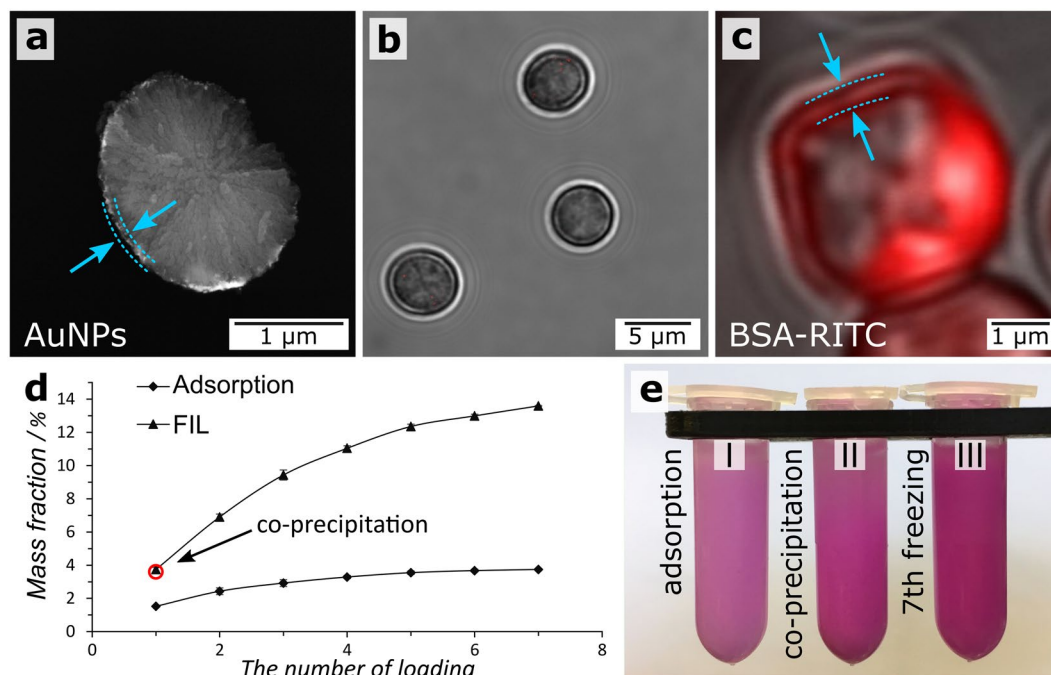 a
AuNPs
1 µm
b
5 µm
c
BSA-RITC
1 µm
d
Adsorption
FIL
co-precipitation
Mass fraction / %
14
12
10
8
6
4
2
0
0
2
4
6
8
The number of loading
e
I
II
III
adsorption
co-precipitation
7th freezing